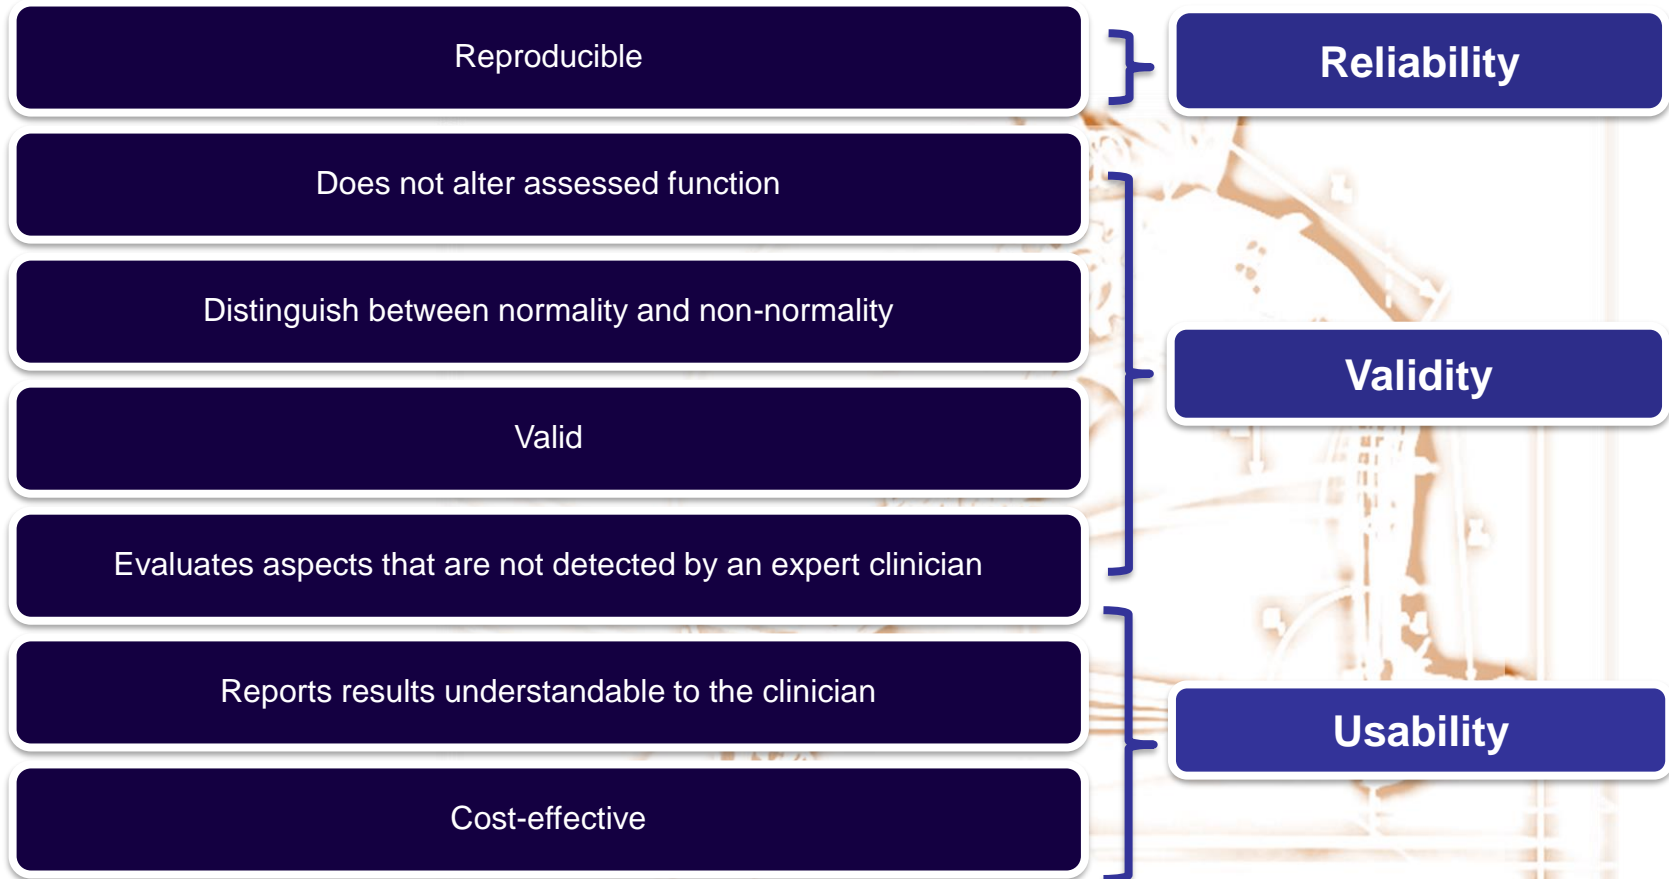 Reproducible
Reliability
Does not alter assessed function
Distinguish between normality and non-normality
Validity
Valid
Evaluates aspects that are not detected by an expert clinician
Reports results understandable to the clinician
Usability
Cost-effective